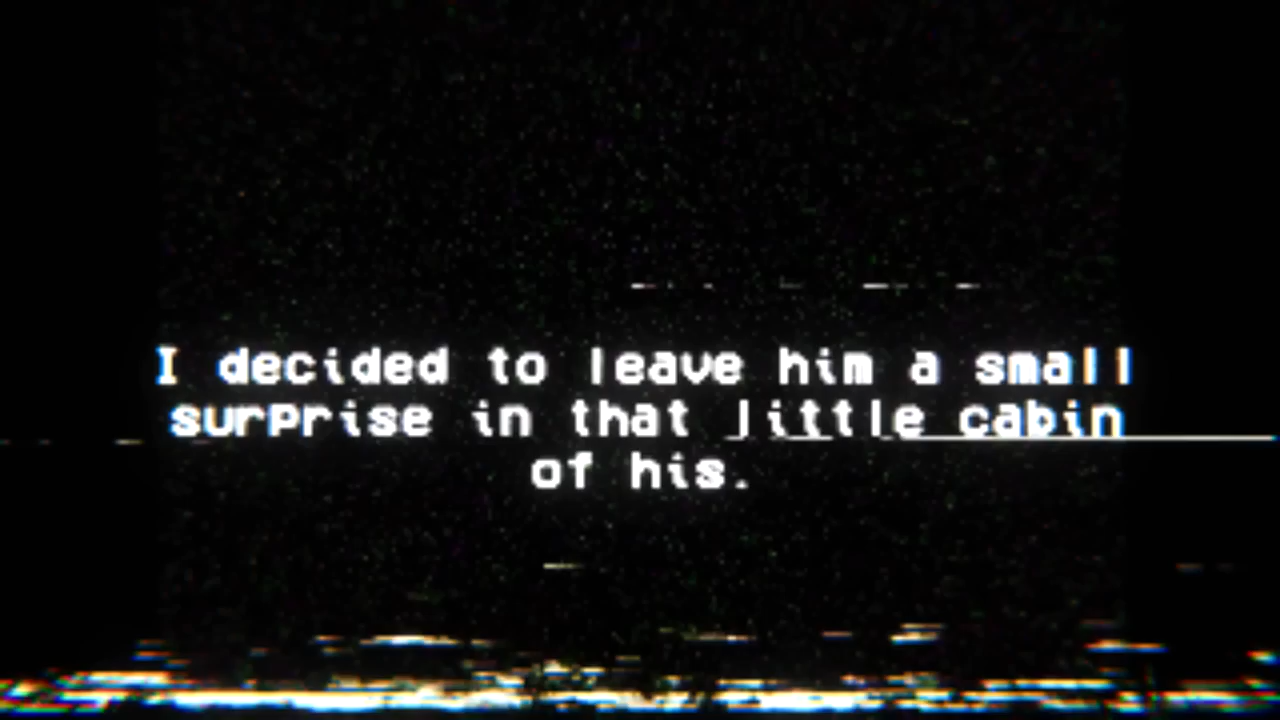 I decided to leave him a small
surprise in that little cabin
of his.